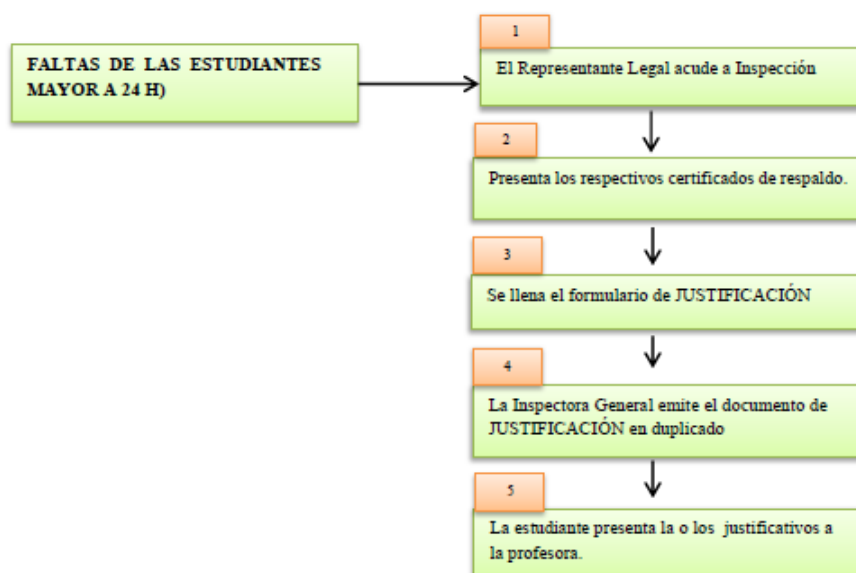 FALTAS DE LAS ESTUDIANTES
MAYOR A 24 H)
1
El Representante Legal acude a Inspección
2
Presenta los respectivos certificados de respaldo.
3
Se llena el formulario de JUSTIFICACIÓN
4
La Inspectora General emite el documento de
JUSTIFICACIÓN en duplicado
5
La estudiante presenta la o los justificativos a
la profesora.